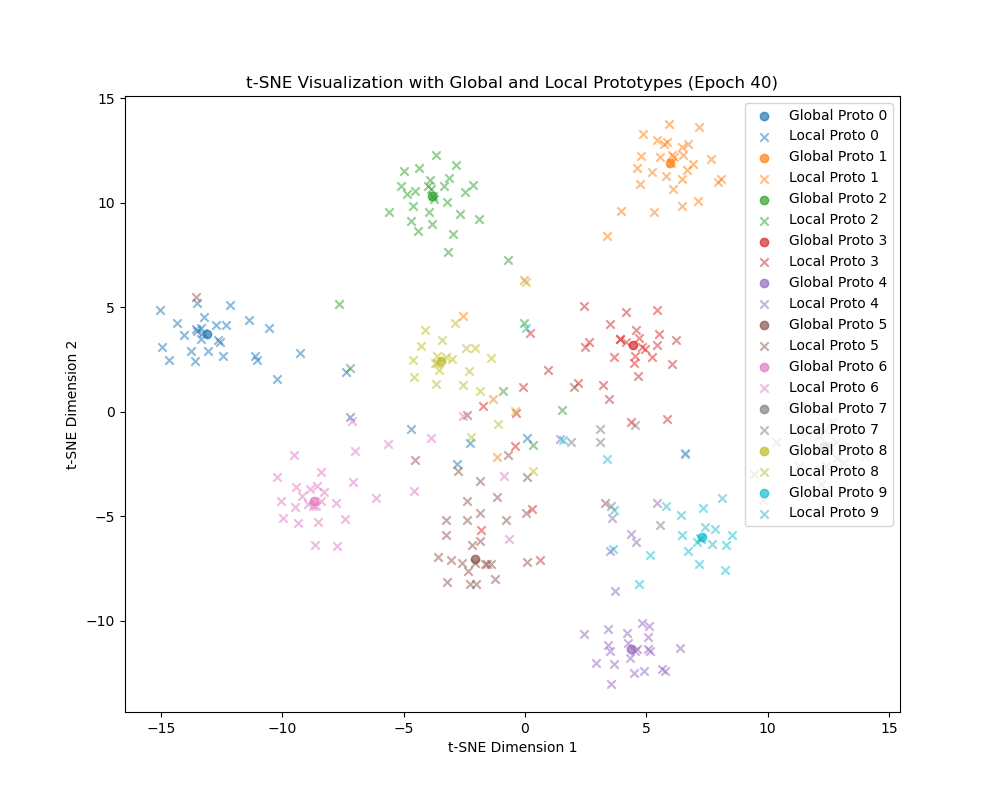 t-SNE Visualization with Global and Local Prototypes (Epoch 40)
15
10
5
0
−5
−10
t-SNE Dimension 2
−15
−10
−5
0
5
10
15
t-SNE Dimension 1
Global Proto 0
Local Proto 0
Global Proto 1
Local Proto 1
Global Proto 2
Local Proto 2
Global Proto 3
Local Proto 3
Global Proto 4
Local Proto 4
Global Proto 5
Local Proto 5
Global Proto 6
Local Proto 6
Global Proto 7
Local Proto 7
Global Proto 8
Local Proto 8
Global Proto 9
Local Proto 9